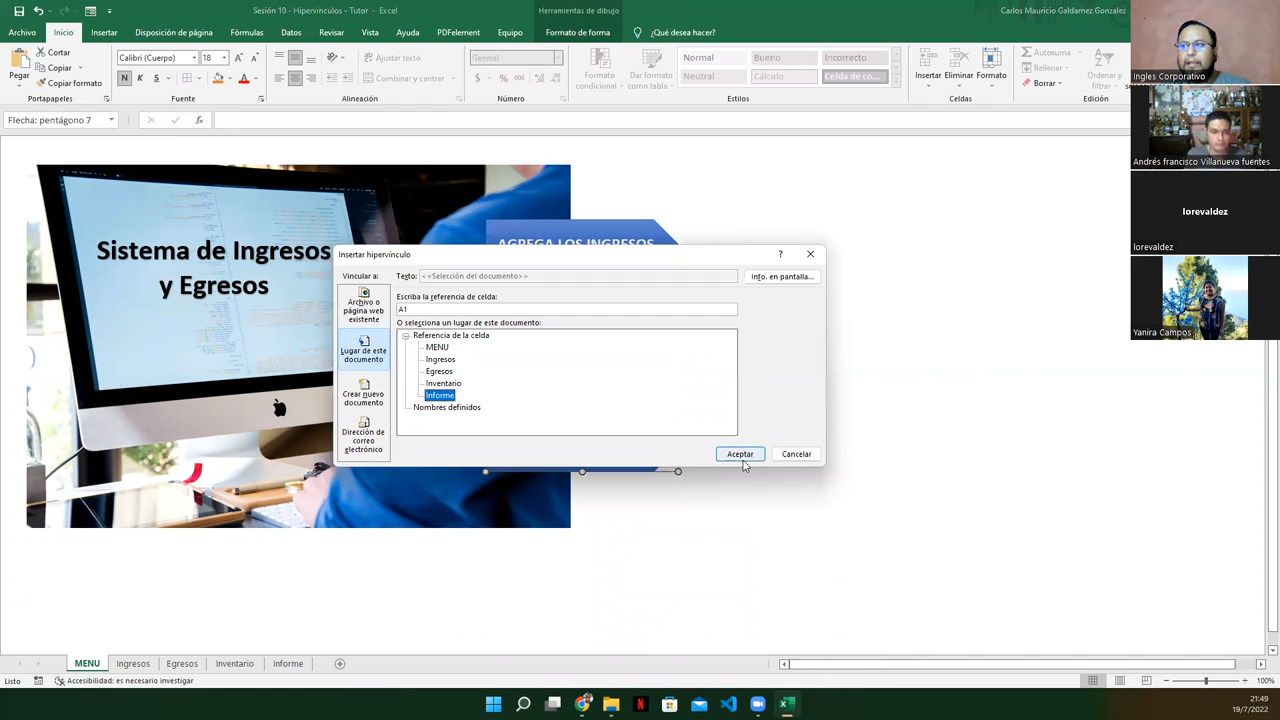 Sesión 10 - Hipervinculos - Tutor - Excel
Herramientas de dibujo
Carlos Mauricio Galdamez Gonzalez
Archivo Inicio Insertar Disposición de página Fórmulas Datos Revisar Vista Ayuda PDFelement Equipo Formato de forma ¿Qué desea hacer?
Pegar
Cortar
Copiar
Copiar formato
Portapapeles
Calibri (Cuerpo) 18
N K S
Fuente
Ajustar texto
Combinar y centrar
Alineación
General
$ % 000
Número
Formato condicional
Dar formato como tabla
Normal Bueno Incorrecto
Neutral Cálculo Celda de co...
Estilos
Insertar Eliminar Formato
Celdas
Autosuma
Rellenar
Borrar
Ordenar y filtrar
Edición
Flecha: pentágono 7
fx
Sistema de Ingresos
y Egresos
AGREGA LOS INGRESOS
Insertar hipervínculo
? 
Vincular a:
Texto: <<Selección del documento>>
Info. en pantalla...
Archivo o página web existente
Lugar de este documento
Crear nuevo documento
Dirección de correo electrónico
Escriba la referencia de celda:
A1
O selecciona un lugar de este documento:
Referencia de la celda
MENU
Ingresos
Egresos
Inventario
Informe
Nombres definidos
Aceptar Cancelar
Ingles Corporativo
Andrés francisco Villanueva fuentes
lorevaldez
lorevaldez
Yanira Campos
MENU Ingresos Egresos Inventario Informe
Listo
Accesibilidad: es necesario investigar
100%
21:49
19/7/2022